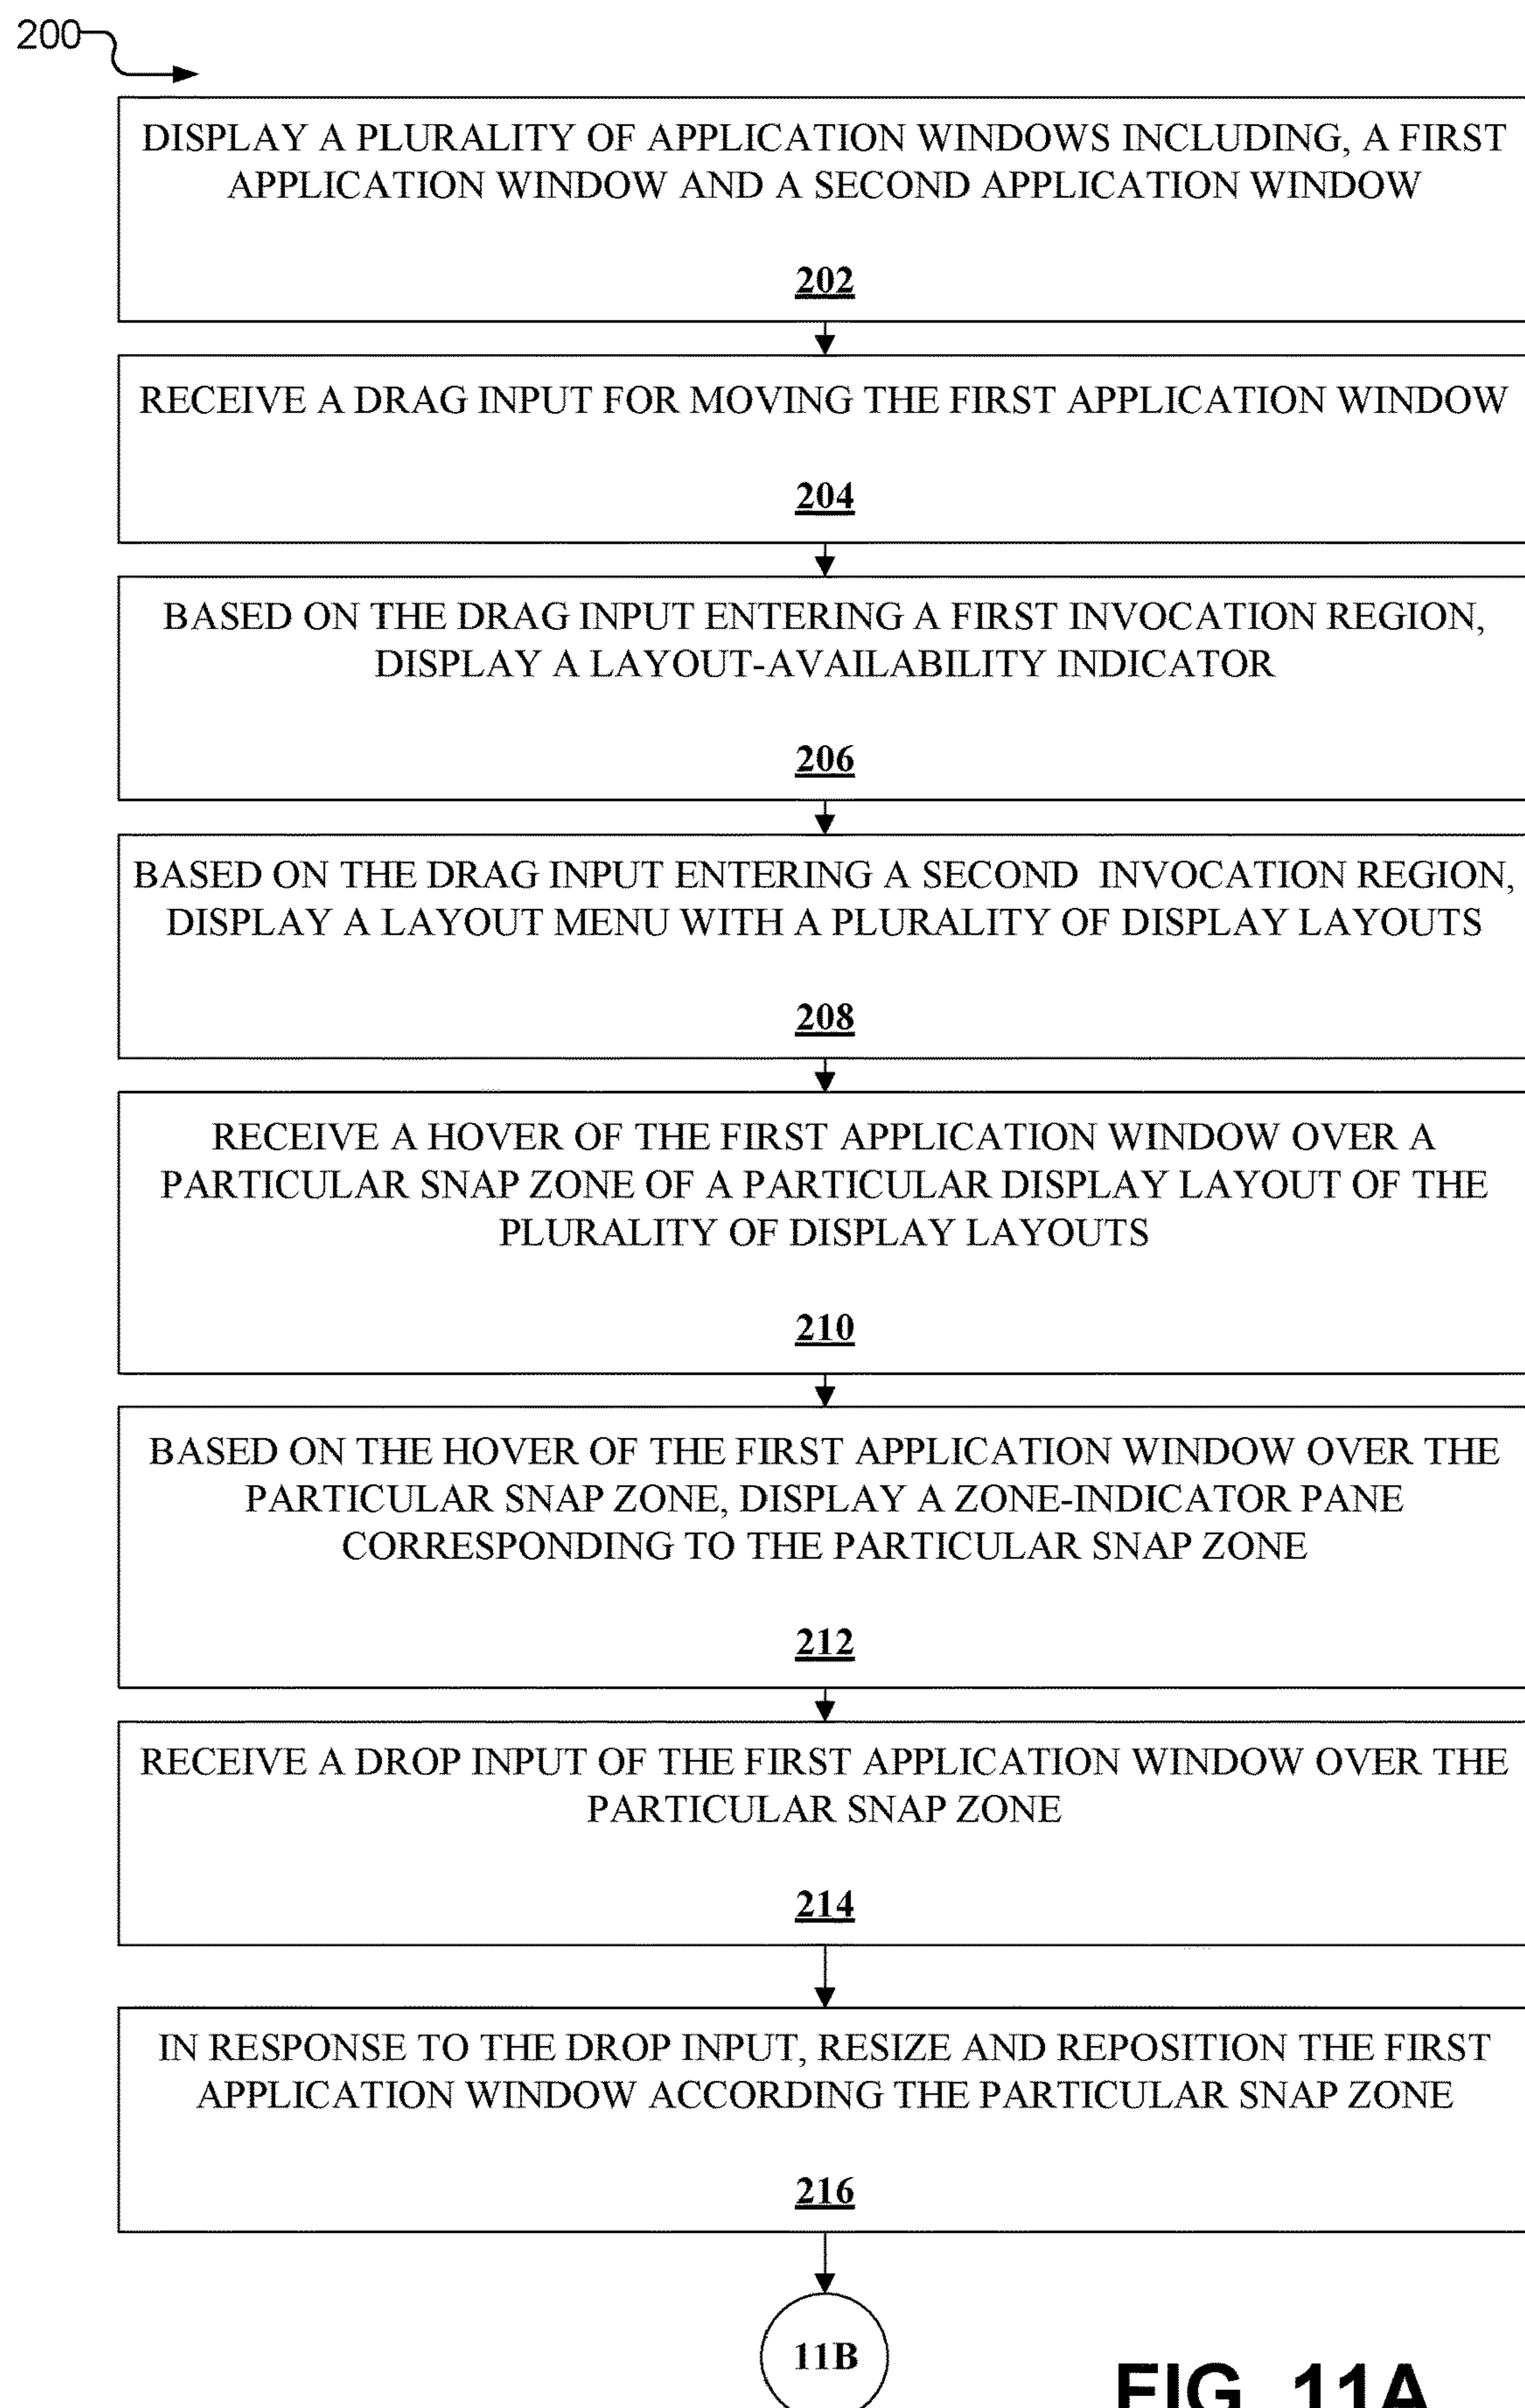 200
DISPLAY A PLURALITY OF APPLICATION WINDOWS INCLUDING, A FIRST
APPLICATION WINDOW AND A SECOND APPLICATION WINDOW
202
RECEIVE A DRAG INPUT FOR MOVING THE FIRST APPLICATION WINDOW
204
BASED ON THE DRAG INPUT ENTERING A FIRST INVOCATION REGION,
DISPLAY A LAYOUT-AVAILABILITY INDICATOR
206
BASED ON THE DRAG INPUT ENTERING A SECOND INVOCATION REGION,
DISPLAY A LAYOUT MENU WITH A PLURALITY OF DISPLAY LAYOUTS
208
RECEIVE A HOVER OF THE FIRST APPLICATION WINDOW OVER A
PARTICULAR SNAP ZONE OF A PARTICULAR DISPLAY LAYOUT OF THE
PLURALITY OF DISPLAY LAYOUTS
210
BASED ON THE HOVER OF THE FIRST APPLICATION WINDOW OVER THE
PARTICULAR SNAP ZONE, DISPLAY A ZONE-INDICATOR PANE
CORRESPONDING TO THE PARTICULAR SNAP ZONE
212
RECEIVE A DROP INPUT OF THE FIRST APPLICATION WINDOW OVER THE
PARTICULAR SNAP ZONE
214
IN RESPONSE TO THE DROP INPUT, RESIZE AND REPOSITION THE FIRST
APPLICATION WINDOW ACCORDING THE PARTICULAR SNAP ZONE
216
11B
FIG. 11A